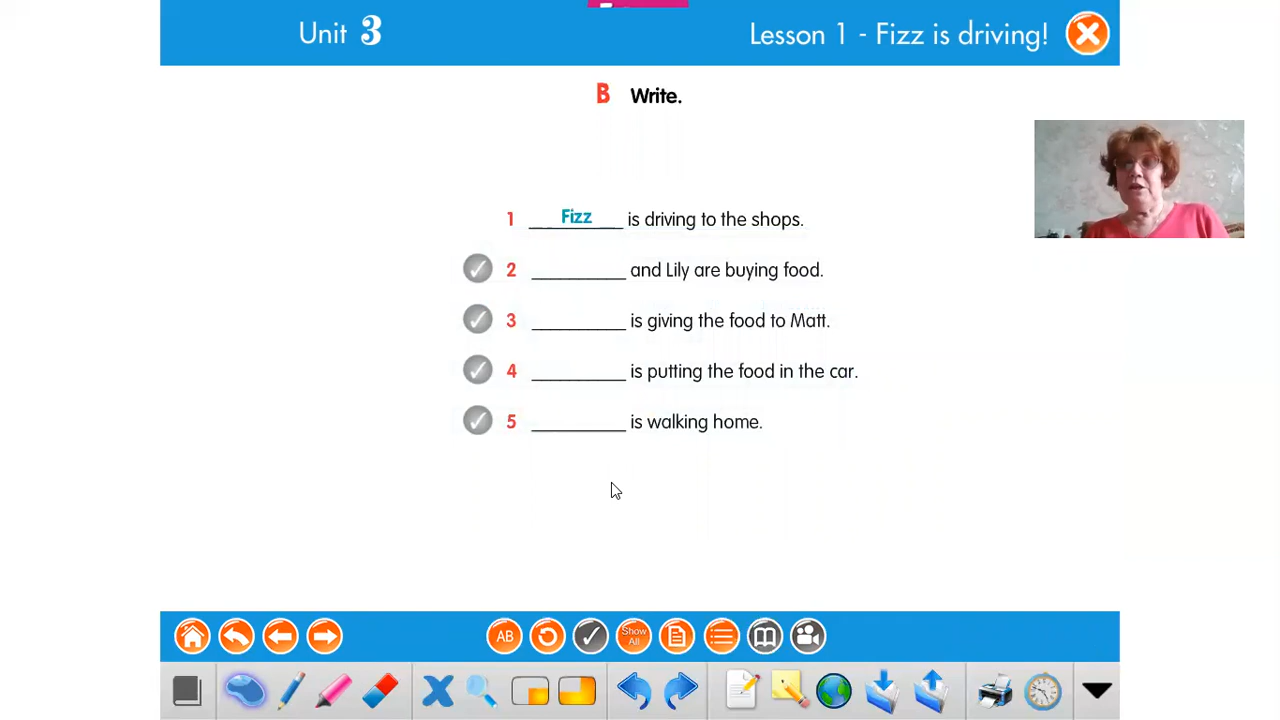 Unit 3
Lesson 1 - Fizz is driving!
B Write.
1 Fizz is driving to the shops.
2 __________ and Lily are buying food.
3 __________ is giving the food to Matt.
4 __________ is putting the food in the car.
5 __________ is walking home.
AB
Show
All